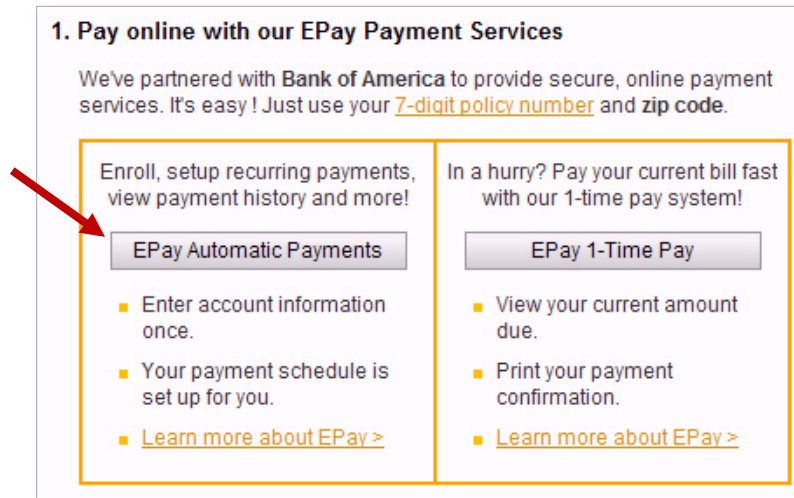 1. Pay online with our EPay Payment Services
We've partnered with Bank of America to provide secure, online payment
services. It's easy ! Just use your 7-digit policy number and zip code.
Enroll, setup recurring payments,
view payment history and more!
EPay Automatic Payments
Enter account information
once.
Your payment schedule is
set up for you.
Learn more about EPay >
In a hurry? Pay your current bill fast
with our 1-time pay system!
EPay 1-Time Pay
View your current amount
due.
Print your payment
confirmation.
Learn more about EPay >